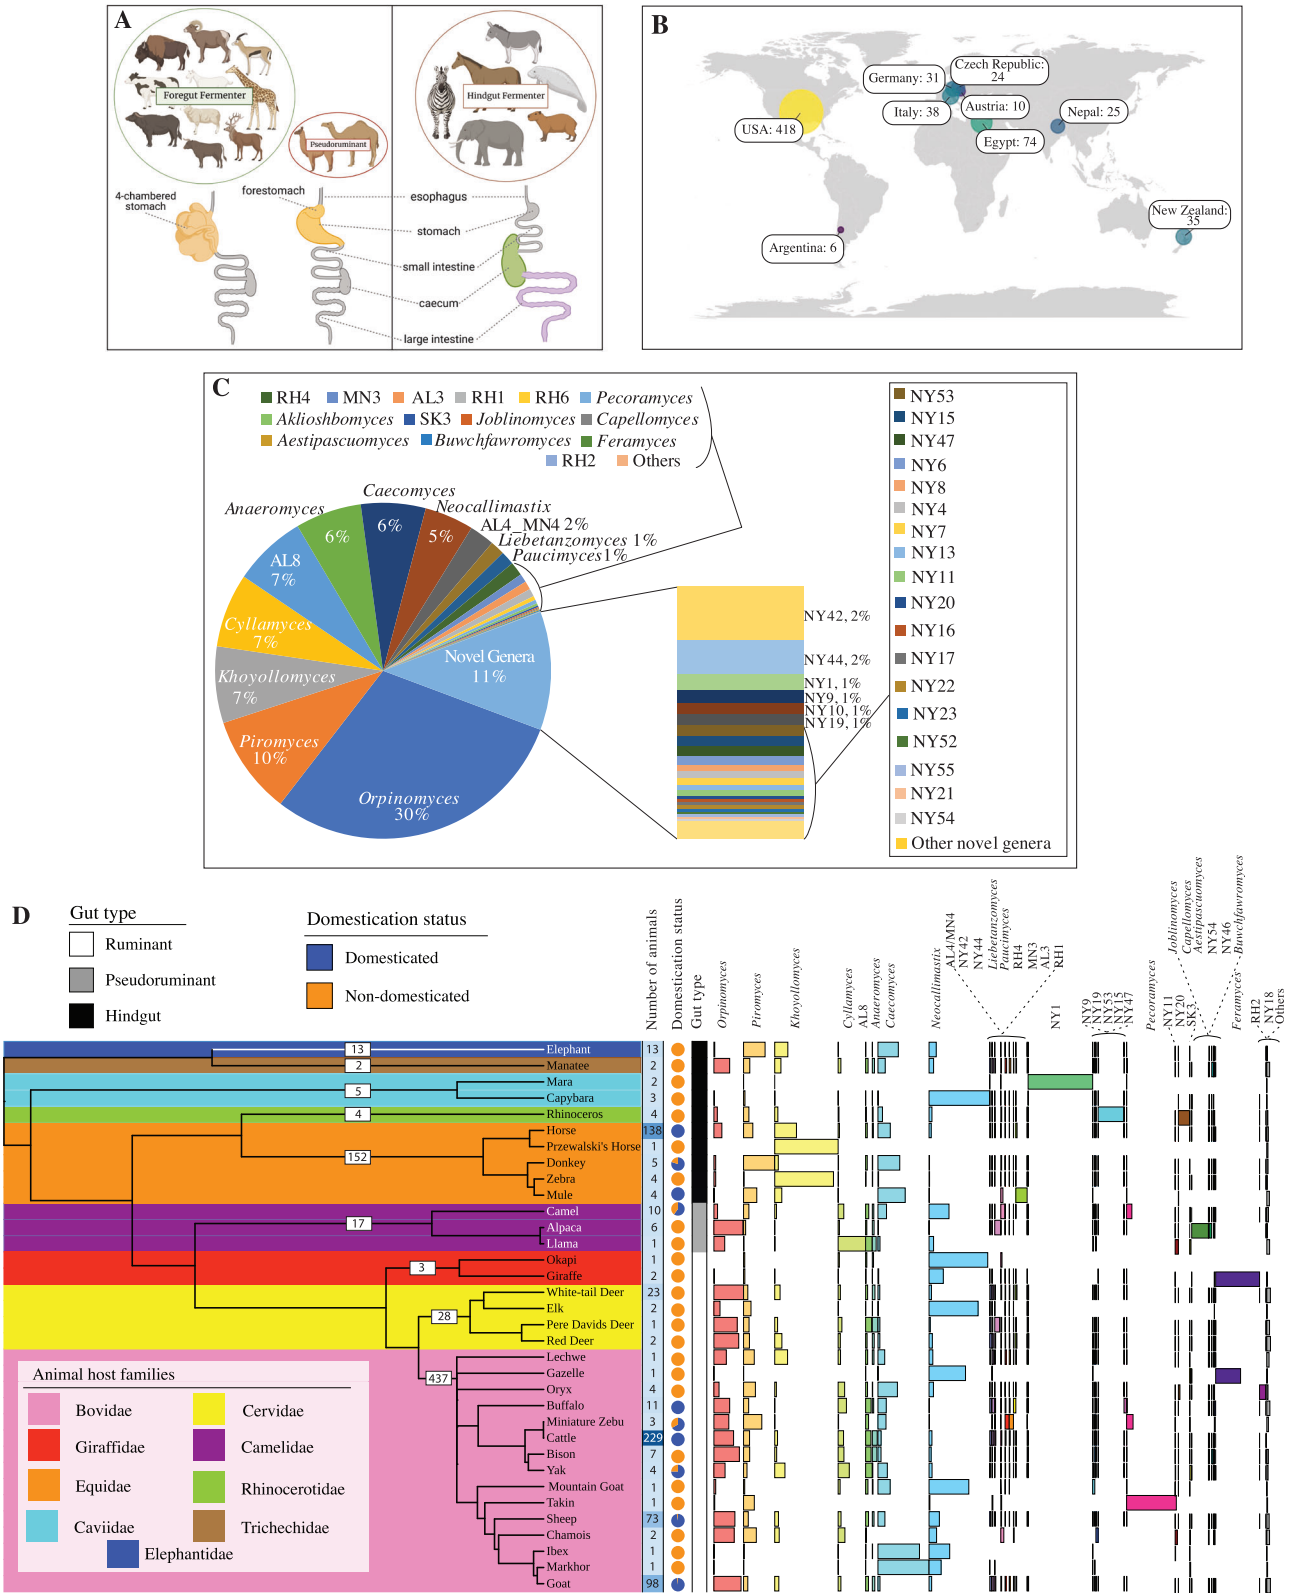 A
Foregut Fermenter
Pseudoruminant
Hindgut Fermenter
4-chambered
stomach
forestomach
esophagus
stomach
small intestine
caecum
large intestine
B
Czech Republic:
24
Germany: 31
Italy: 38
Austria: 10
Nepal: 25
USA: 418
Egypt: 74
New Zealand:
35
Argentina: 6
C
RH4 MN3 AL3 RH1 RH6 Pecoramyces
Aklioshbomyces SK3 Joblinomyces Capellomyces
Aestipascuomyces Buwchfawromyces Feramyces
RH2 Others
Caecomyces
6%
Neocallimastix
5%
Anaeromyces
6%
AL4_MN4 2%
Liebetanzomyces 1%
Paucimyces 1%
AL8
7%
Cyllamyces
7%
Khoyollomyces
7%
Piromyces
10%
Orpinomyces
30%
Novel Genera
11%
NY42, 2%
NY44, 2%
NY1, 1%
NY9, 1%
NY10, 1%
NY19, 1%
NY53
NY15
NY47
NY6
NY8
NY4
NY7
NY13
NY11
NY20
NY16
NY17
NY22
NY23
NY52
NY55
NY21
NY54
Other novel genera
D
Gut type
Ruminant
Pseudoruminant
Hindgut
Domestication status
Domesticated
Non-domesticated
Number of animals
Domestication status
Gut type
Orpinomyces
Piromyces
Khoyollomyces
Cyllamyces
AL8
Anaeromyces
Caecomyces
Neocallimastix
AL4/MN4
NY42
NY44
Liebetanzomyces
Paucimyces
RH4
MN3
AL3
RH1
NY1
NY9
NY19
NY53
NY15
NY47
Pecoramyces
NY11
NY20
SK3
Joblinomyces
Capellomyces
Aestipascuomyces
NY54
NY46
Buwchfawromyces
Feramyces
RH2
NY18
Others
13 Elephant 13
2 Manatee 2
Mara 2
5
Capybara 3
4 Rhinoceros 4
Horse 138
Przewalski's Horse 1
152
Donkey 5
Zebra 4
Mule 4
Camel 10
17
Alpaca 6
Llama 1
Okapi 1
3
Giraffe 2
White-tail Deer 23
Elk 2
28
Pere Davids Deer 1
Red Deer 2
Lechwe 1
Gazelle 1
437
Oryx 4
Buffalo 11
Miniature Zebu 3
Cattle 229
Bison 7
Yak 4
Mountain Goat 1
Takin 1
Sheep 73
Chamois 2
Ibex 1
Markhor 1
Goat 98
Animal host families
Bovidae Cervidae
Giraffidae Camelidae
Equidae Rhinocerotidae
Caviidae Trichechidae
Elephantidae